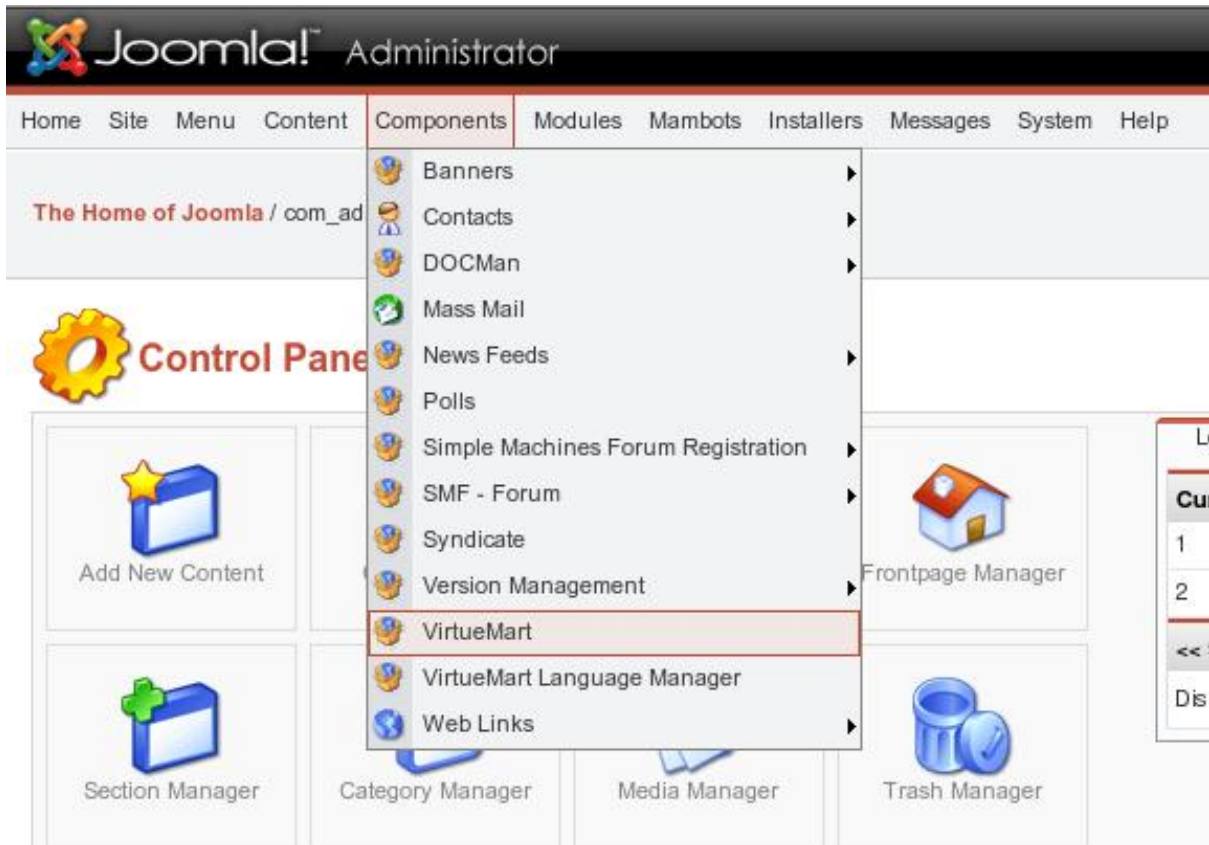 Joomla!™ Administrator
Home Site Menu Content Components Modules Mambots Installers Messages System Help
Banners
The Home of Joomla / com_ad
Contacts
DOCMan
Mass Mail
Control Pane
News Feeds
Polls
Simple Machines Forum Registration
SMF - Forum
Syndicate
Version Management
VirtueMart
VirtueMart Language Manager
Web Links
Add New Content
Frontpage Manager
Section Manager
Category Manager
Media Manager
Trash Manager
Cu
1
2
<<
Dis